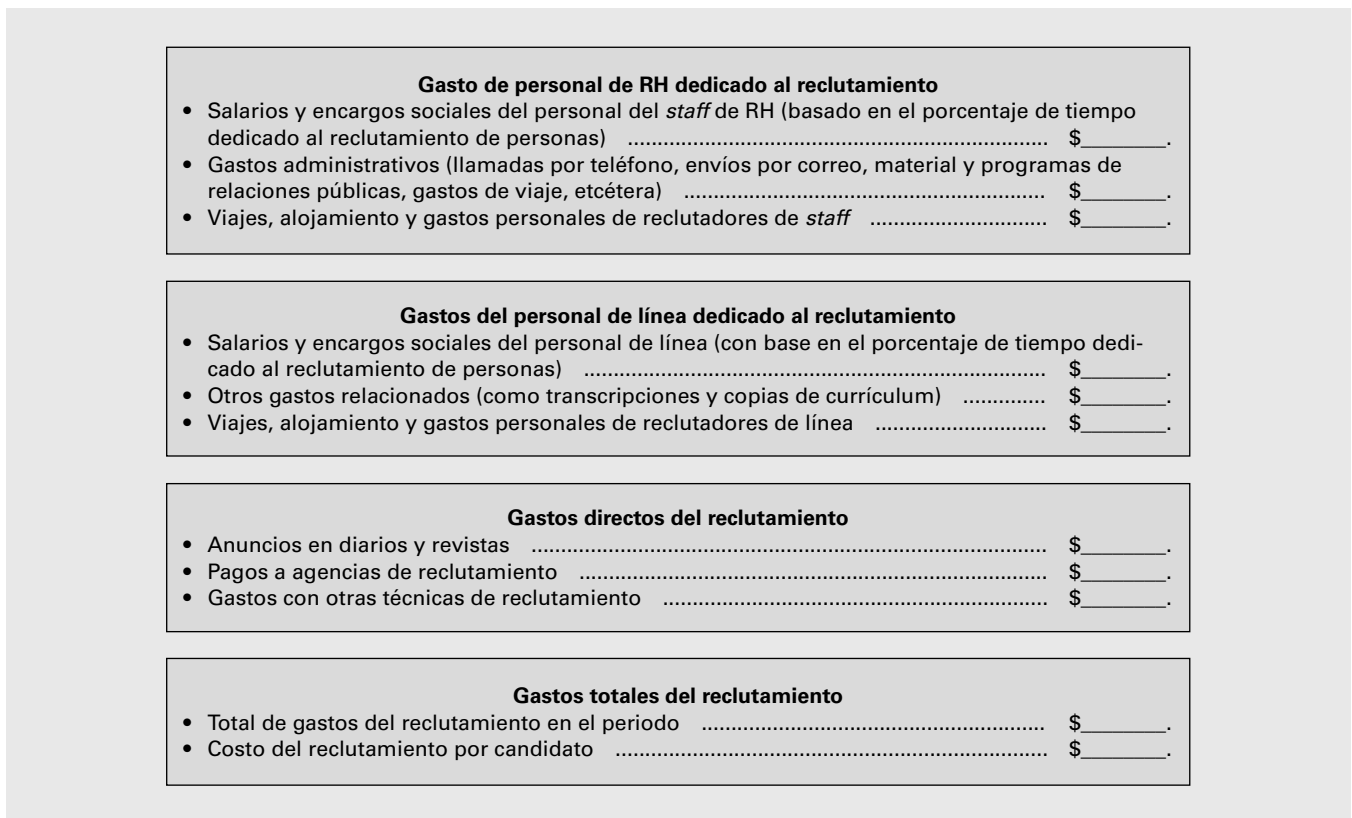 Gasto de personal de RH dedicado al reclutamiento
• Salarios y encargos sociales del personal del staff de RH (basado en el porcentaje de tiempo
dedicado al reclutamiento de personas) ....................................................................... $________.
• Gastos administrativos (llamadas por teléfono, envíos por correo, material y programas de
relaciones públicas, gastos de viaje, etcétera) ............................................................. $________.
• Viajes, alojamiento y gastos personales de reclutadores de staff .............................. $________.
Gastos del personal de línea dedicado al reclutamiento
• Salarios y encargos sociales del personal de línea (con base en el porcentaje de tiempo dedi-
cado al reclutamiento de personas) .............................................................................. $________.
• Otros gastos relacionados (como transcripciones y copias de currículum) .............. $________.
• Viajes, alojamiento y gastos personales de reclutadores de línea ............................. $________.
Gastos directos del reclutamiento
• Anuncios en diarios y revistas ....................................................................................... $________.
• Pagos a agencias de reclutamiento ............................................................................... $________.
• Gastos con otras técnicas de reclutamiento ................................................................. $________.
Gastos totales del reclutamiento
• Total de gastos del reclutamiento en el periodo .......................................................... $________.
• Costo del reclutamiento por candidato ......................................................................... $________.